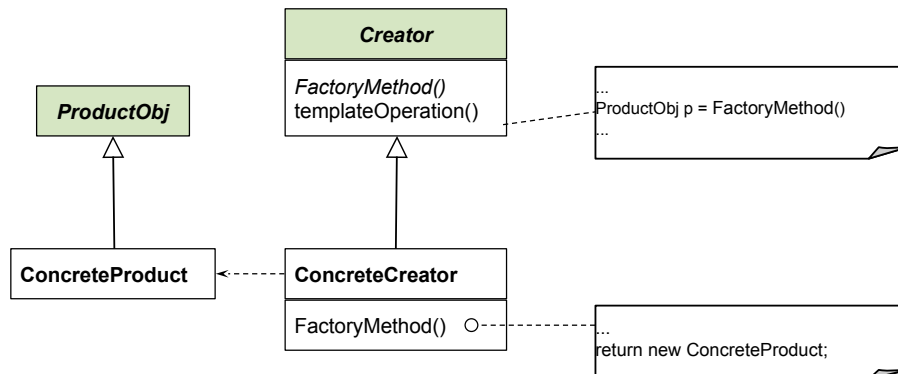 Creator
FactoryMethod()
templateOperation()
...
ProductObj p = FactoryMethod()
...
ProductObj
ConcreteProduct
ConcreteCreator
FactoryMethod()
...
return new ConcreteProduct;